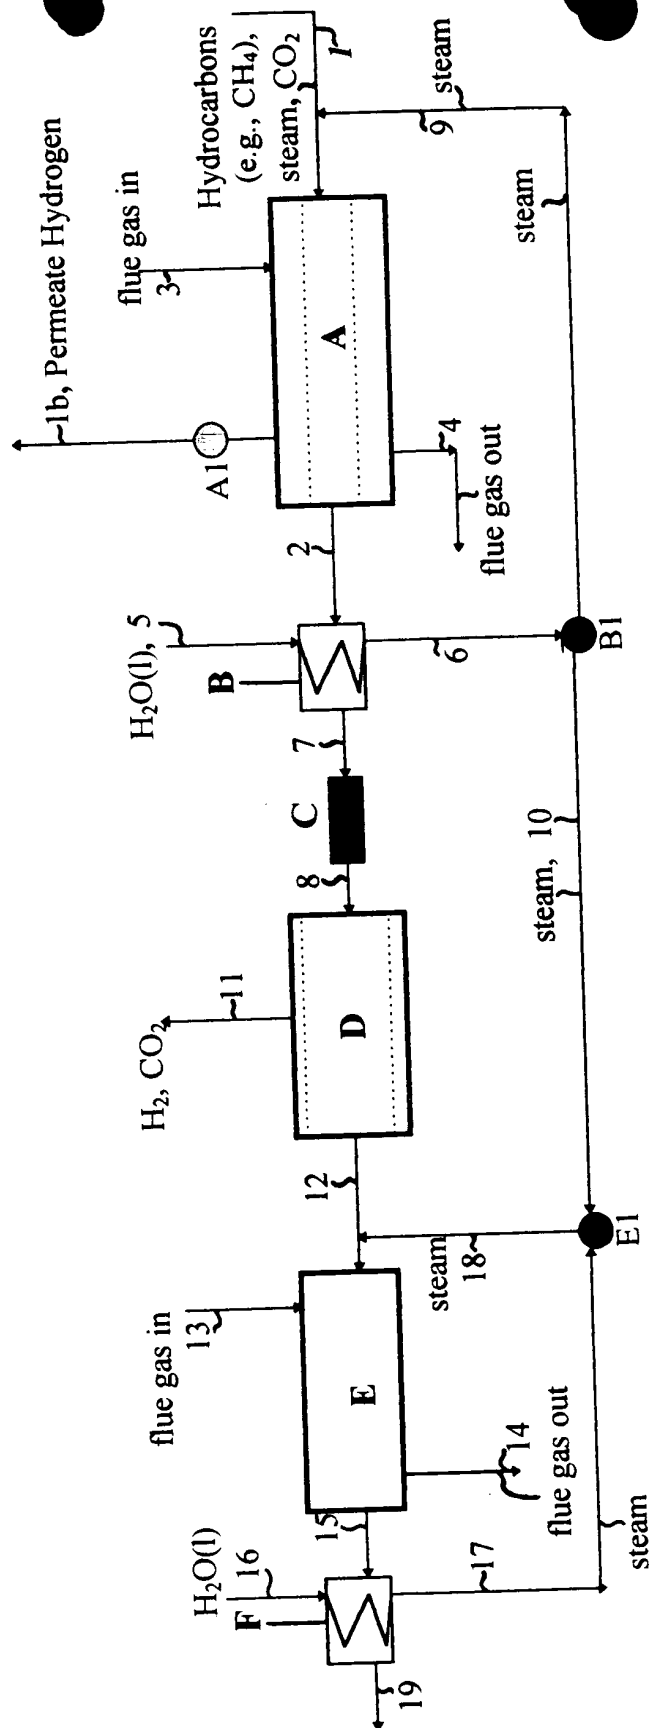 Hydrocarbons
(e.g., CH₄),
steam, CO₂
1
steam
9
steam
1b, Permeate Hydrogen
flue gas in
3
A
A1
4
flue gas out
2
H₂O(l), 5
B
6
B1
7
C
8
steam, 10
H₂, CO₂
11
D
12
steam
18
E1
flue gas in
13
E
14
flue gas out
15
H₂O(l)
16
F
17
steam
19